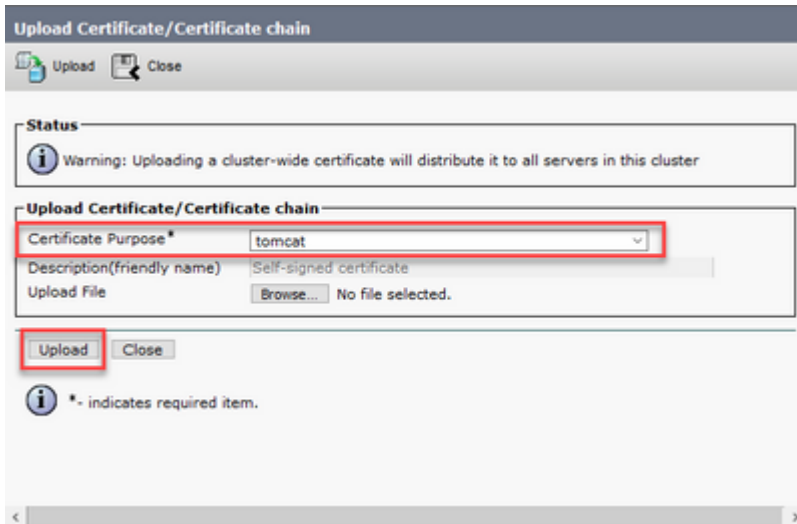 Upload Certificate/Certificate chain
Upload Close
Status
Warning: Uploading a cluster-wide certificate will distribute it to all servers in this cluster
Upload Certificate/Certificate chain
Certificate Purpose* tomcat
Description(friendly name) Self-signed certificate
Upload File Browse... No file selected.
Upload Close
*- indicates required item.